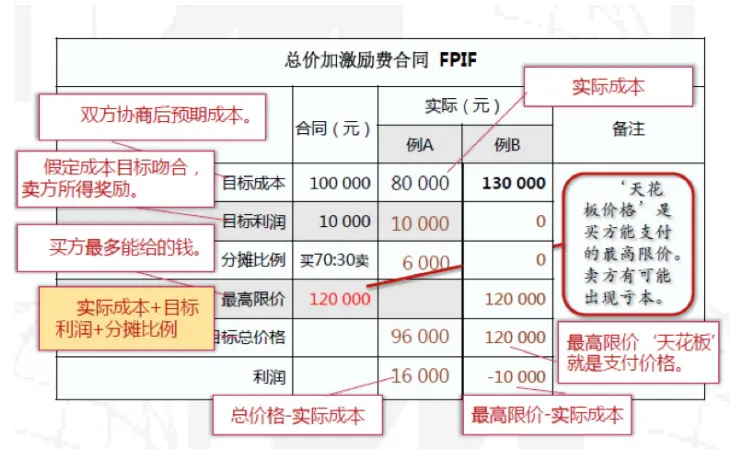 总价加激励费合同 FPIF
双方协商后预期成本。
合同（元）
实际（元）
实际成本
备注
例A
例B
假定成本目标吻合，
卖方所得奖励。
目标成本
100 000
80 000
130 000
目标利润
10 000
10 000
0
买方最多能给的钱。
分摊比例
买70:30卖
6 000
0
‘天花
板价格’是
买方能支付
的最高限价。
卖方有可能
出现亏本。
实际成本+目标
利润+分摊比例
最高限价
120 000
120 000
目标总价格
96 000
120 000
最高限价‘天花板’
就是支付价格。
利润
16 000
-10 000
总价格-实际成本
最高限价-实际成本